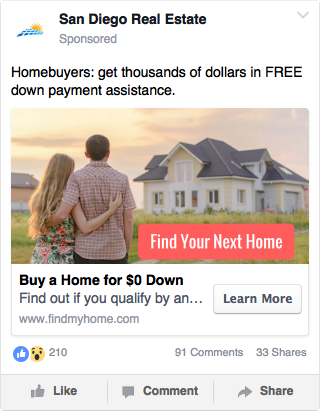 San Diego Real Estate
Sponsored
Homebuyers: get thousands of dollars in FREE
down payment assistance.
Find Your Next Home
Buy a Home for $0 Down
Find out if you qualify by an...
Learn More
www.findmyhome.com
210
91 Comments 33 Shares
Like Comment Share